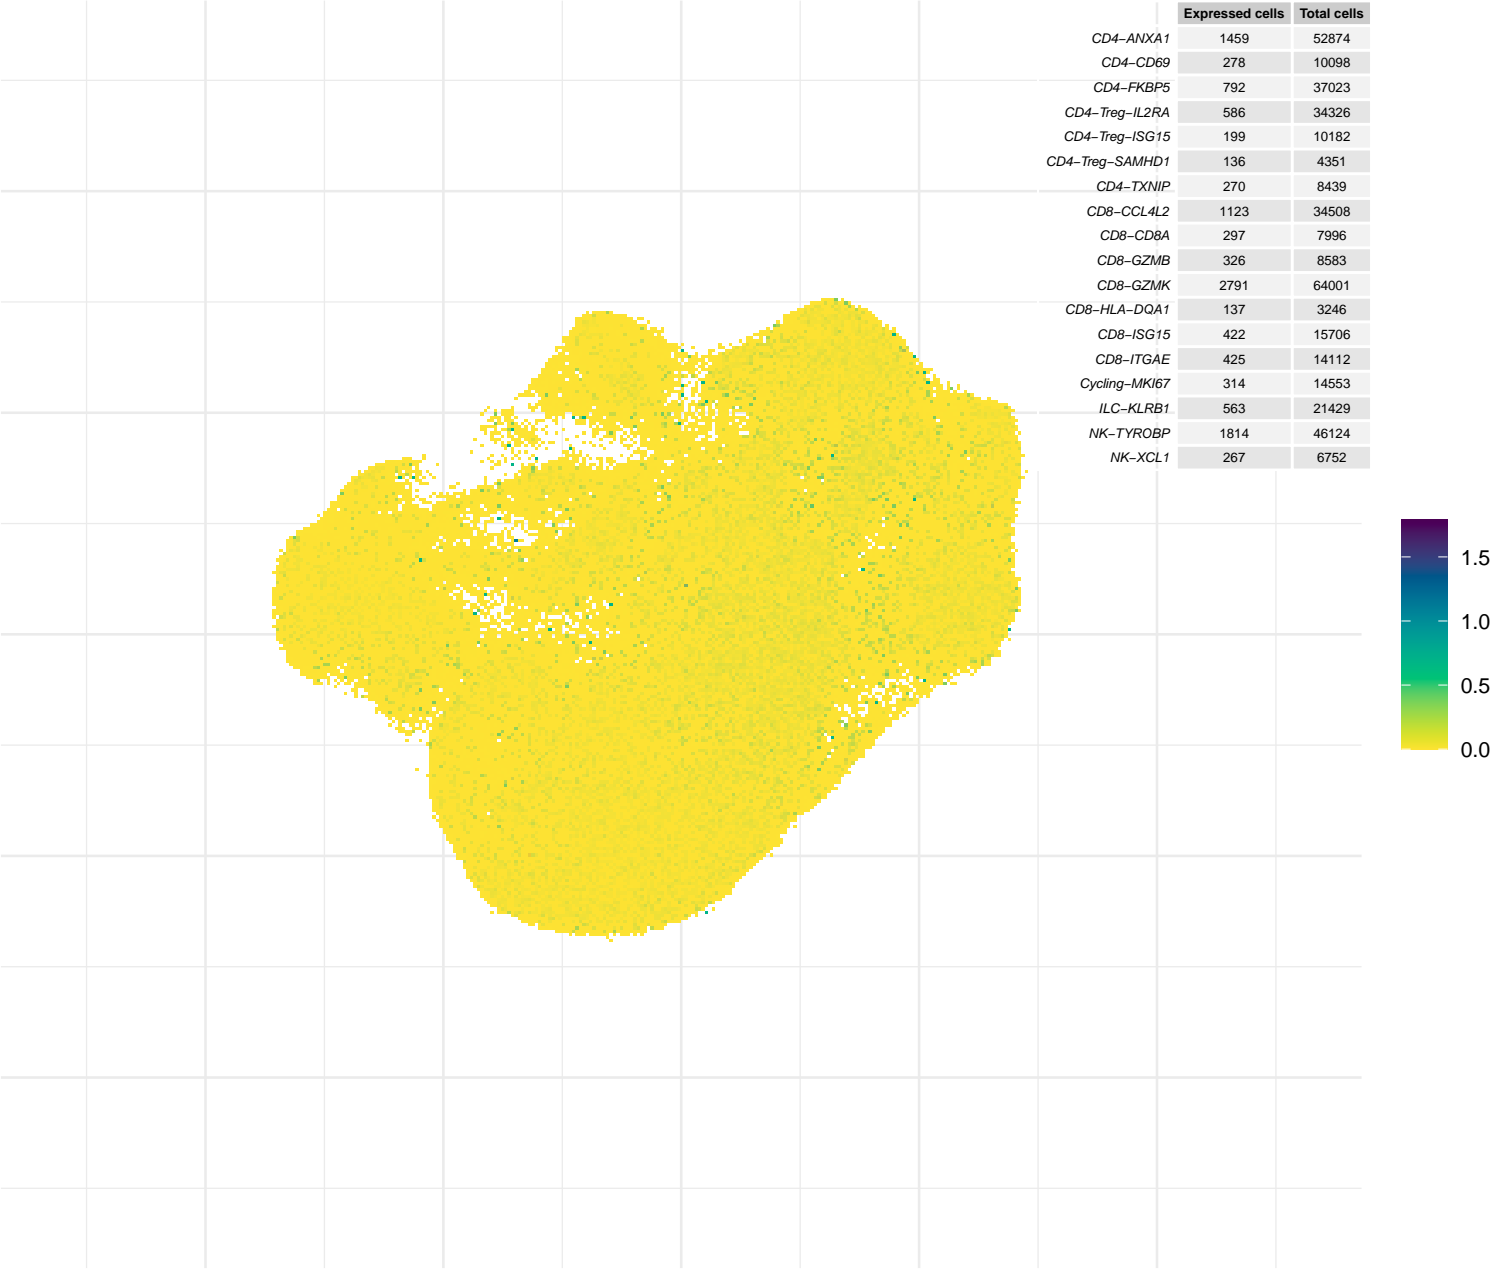 Expressed cells Total cells
CD4−ANXA1 1459 52874
CD4−CD69 278 10098
CD4−FKBP5 792 37023
CD4−Treg−IL2RA 586 34326
CD4−Treg−ISG15 199 10182
CD4−Treg−SAMHD1 136 4351
CD4−TXNIP 270 8439
CD8−CCL4L2 1123 34508
CD8−CD8A 297 7996
CD8−GZMB 326 8583
CD8−GZMK 2791 64001
CD8−HLA−DQA1 137 3246
CD8−ISG15 422 15706
CD8−ITGAE 425 14112
Cycling−MKI67 314 14553
ILC−KLRB1 563 21429
NK−TYROBP 1814 46124
NK−XCL1 267 6752
1.5
1.0
0.5
0.0